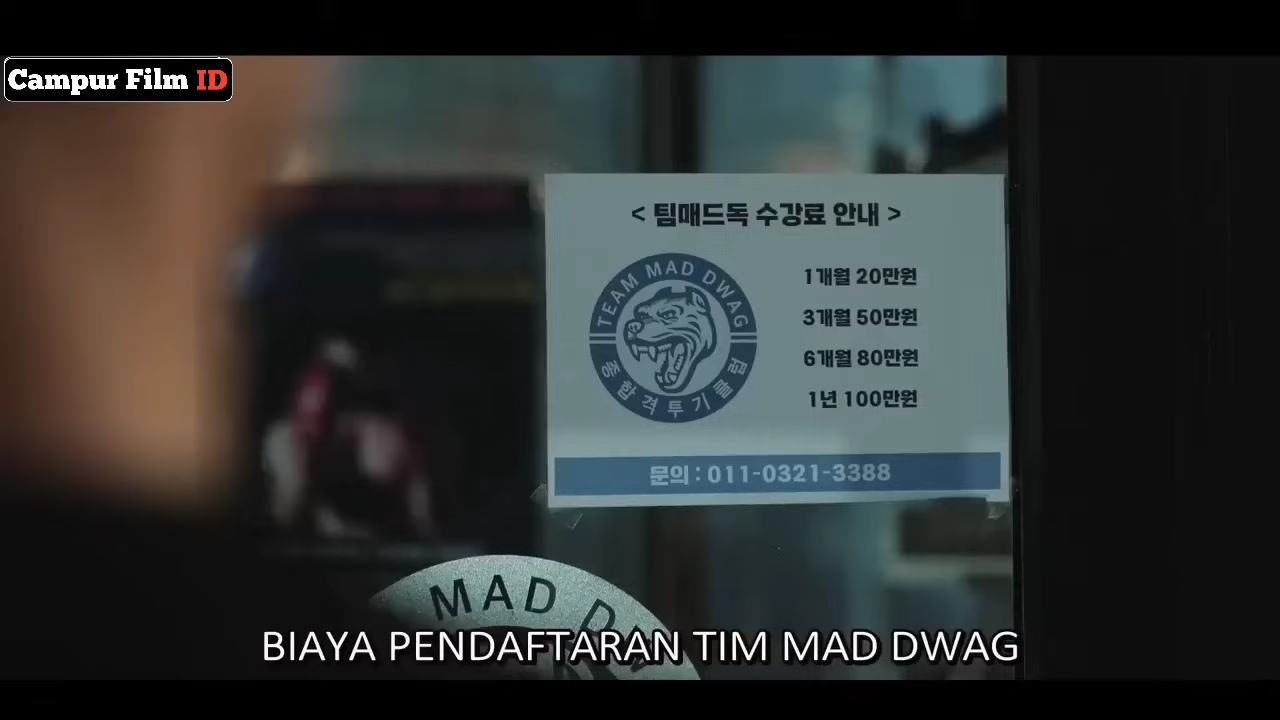 Campur Film ID
< 팀매드독 수강료 안내 >
TEAM MAD DWAG
종합격투기클럽
1개월 20만원
3개월 50만원
6개월 80만원
1년 100만원
문의 : 011-0321-3388
MAD
BIAYA PENDAFTARAN TIM MAD DWAG